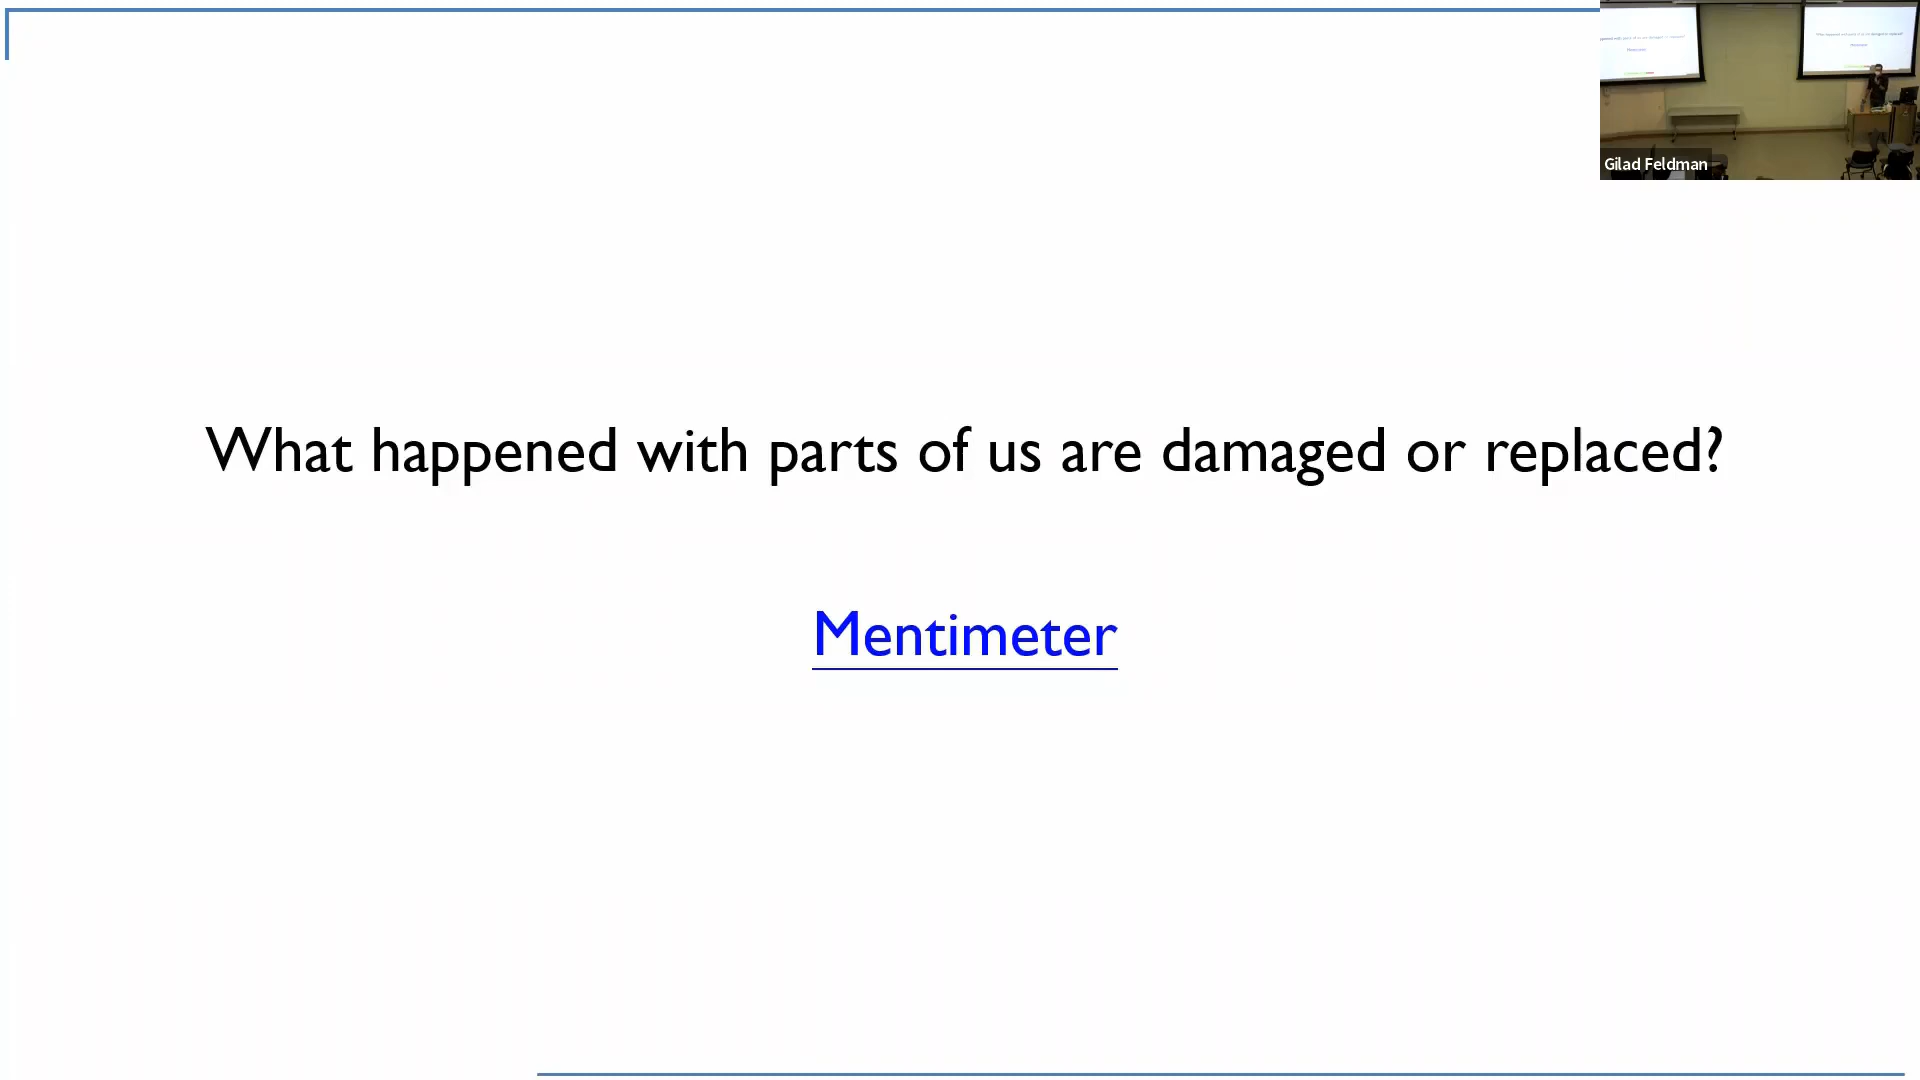 What happened with parts of us are damaged or replaced?
Mentimeter
Gilad Feldman